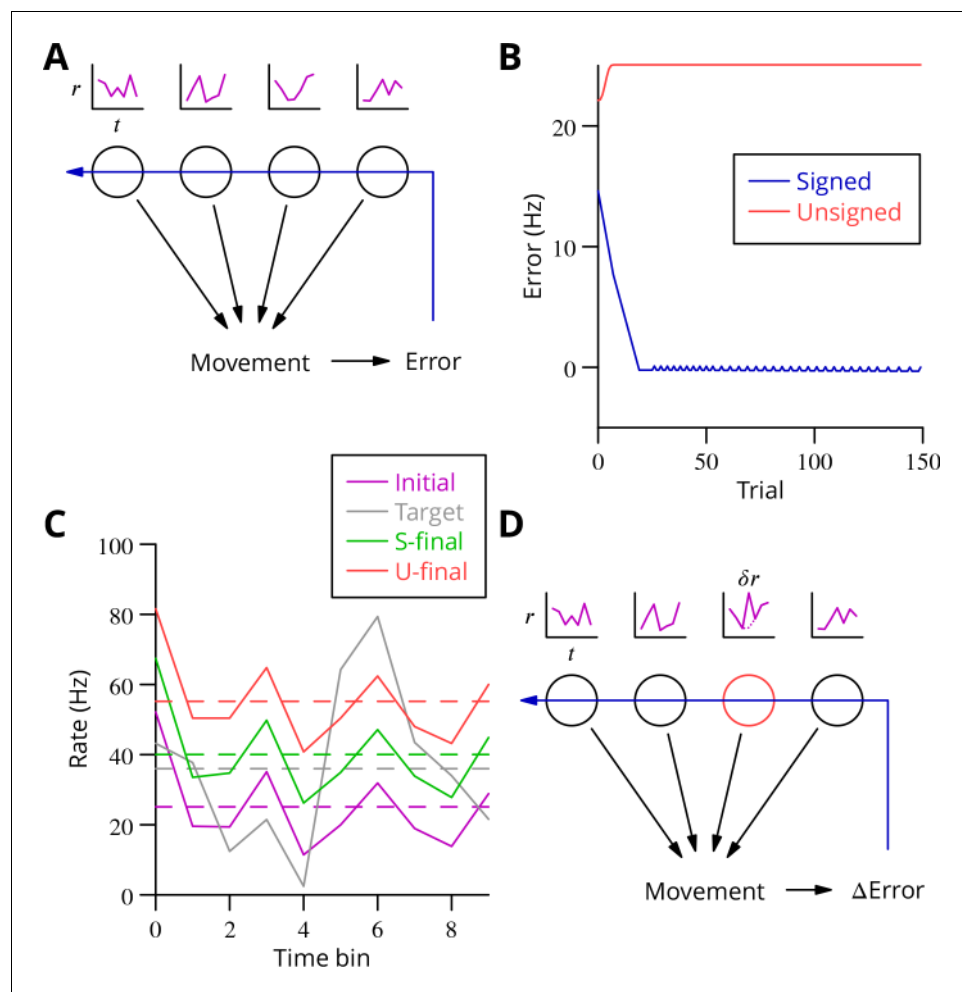 A
r
t
Movement
Error
B
20
10
0
Error (Hz)
Signed
Unsigned
0
50
100
150
Trial
C
Initial
Target
S-final
U-final
100
80
60
40
20
0
Rate (Hz)
0
2
4
6
8
Time bin
D
δr
r
t
Movement
ΔError